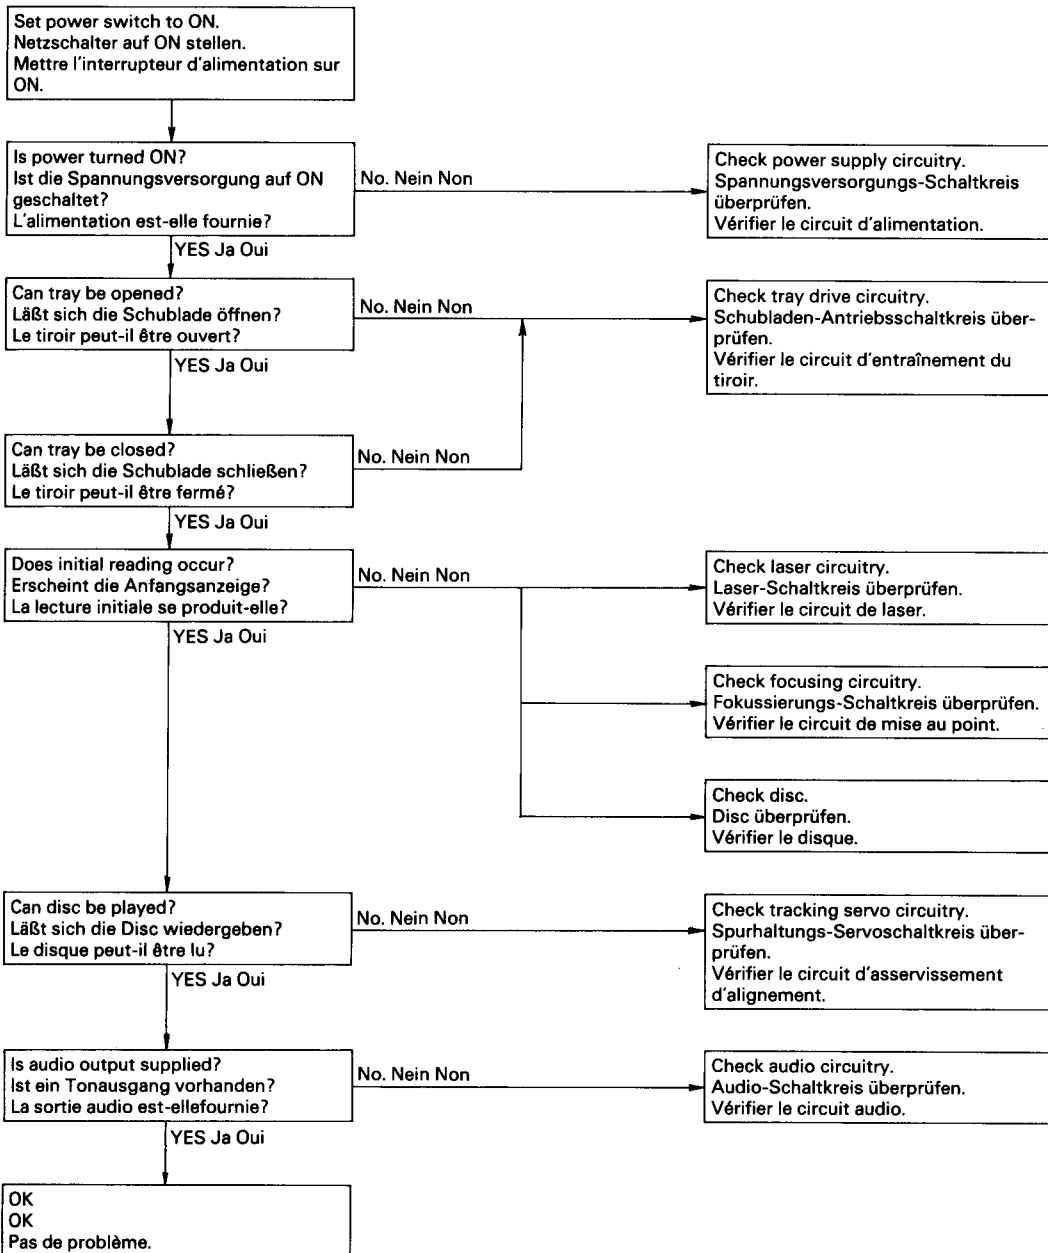 Set power switch to ON.
Netzschalter auf ON stellen.
Mettre l'interrupteur d'alimentation sur
ON.
Is power turned ON?
Ist die Spannungsversorgung auf ON
geschaltet?
L'alimentation est-elle fournie?
No. Nein Non
Check power supply circuitry.
Spannungsversorgungs-Schaltkreis
überprüfen.
Vérifier le circuit d'alimentation.
YES Ja Oui
Can tray be opened?
Läßt sich die Schublade öffnen?
Le tiroir peut-il être ouvert?
No. Nein Non
Check tray drive circuitry.
Schubladen-Antriebsschaltkreis über-
prüfen.
Vérifier le circuit d'entraînement du
tiroir.
YES Ja Oui
Can tray be closed?
Läßt sich die Schublade schließen?
Le tiroir peut-il être fermé?
No. Nein Non
YES Ja Oui
Does initial reading occur?
Erscheint die Anfangsanzeige?
La lecture initiale se produit-elle?
No. Nein Non
Check laser circuitry.
Laser-Schaltkreis überprüfen.
Vérifier le circuit de laser.
YES Ja Oui
Check focusing circuitry.
Fokussierungs-Schaltkreis überprüfen.
Vérifier le circuit de mise au point.
Check disc.
Disc überprüfen.
Vérifier le disque.
Can disc be played?
Läßt sich die Disc wiedergeben?
Le disque peut-il être lu?
No. Nein Non
Check tracking servo circuitry.
Spurhaltungs-Servoschaltkreis über-
prüfen.
Vérifier le circuit d'asservissement
d'alignement.
YES Ja Oui
Is audio output supplied?
Ist ein Tonausgang vorhanden?
La sortie audio est-ellefournie?
No. Nein Non
Check audio circuitry.
Audio-Schaltkreis überprüfen.
Vérifier le circuit audio.
YES Ja Oui
OK
OK
Pas de problème.